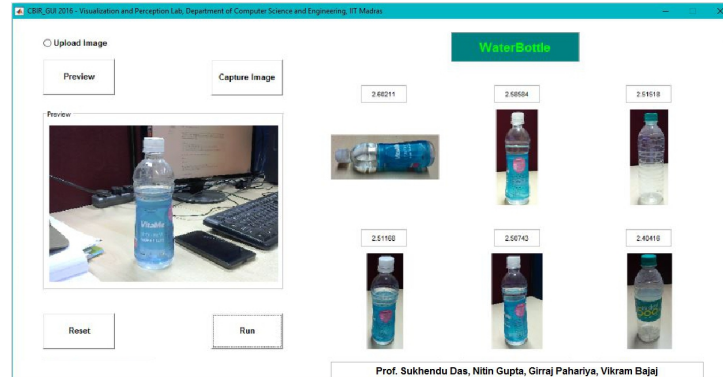 CBIR_GUI 2016 - Visualization and Perception Lab, Department of Computer Science and Engineering, IIT Madras
Upload Image
WaterBottle
Preview
Capture Image
2.68211
2.58584
2.51518
Preview
Vitable
2.51168
2.50743
2.40418
Reset
Run
Prof. Sukhendu Das, Nitin Gupta, Girraj Pahariya, Vikram Bajaj